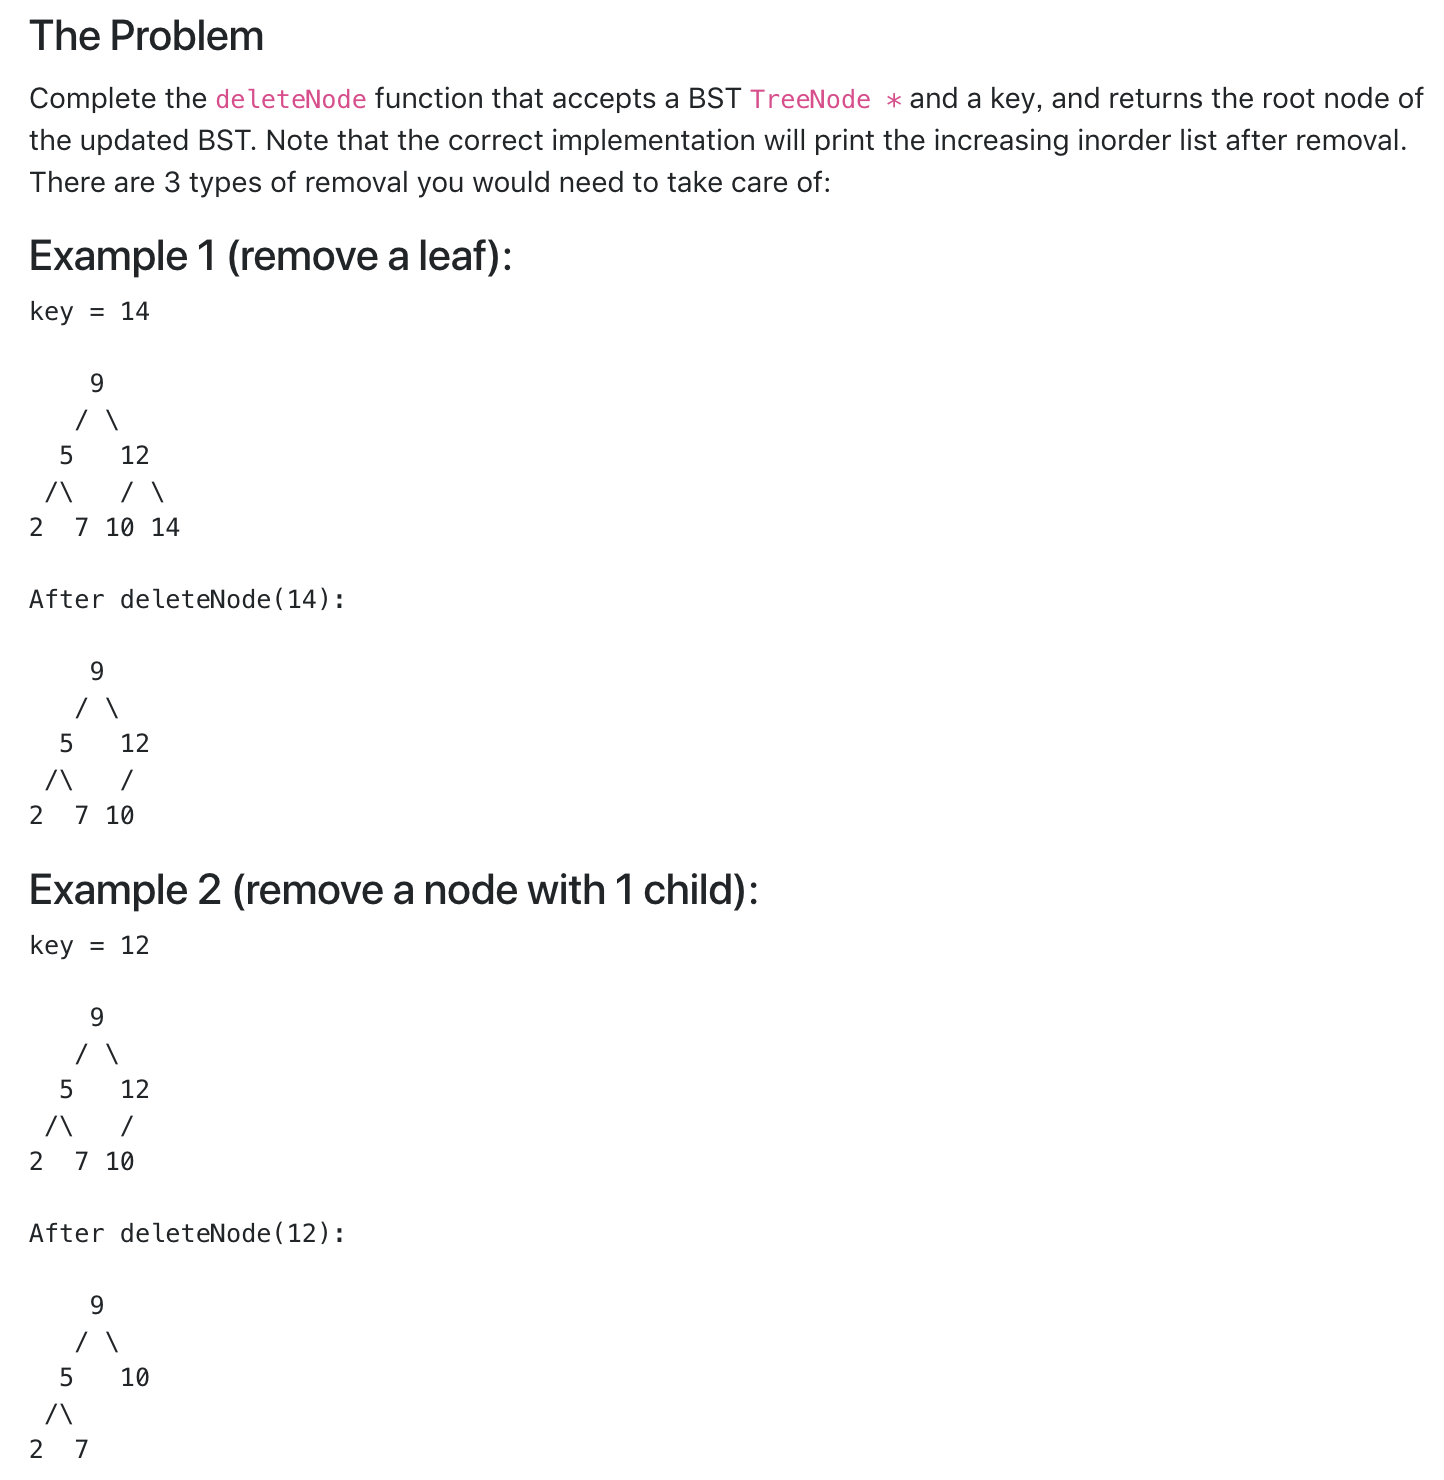 The Problem
Complete the deleteNode function that accepts a BST TreeNode * and a key, and returns the root node of
the updated BST. Note that the correct implementation will print the increasing inorder list after removal.
There are 3 types of removal you would need to take care of:
Example 1 (remove a leaf):
key = 14
    9
   / \
  5   12
 /\   / \
2  7 10 14
After deleteNode(14):
    9
   / \
  5   12
 /\   /
2  7 10
Example 2 (remove a node with 1 child):
key = 12
    9
   / \
  5   12
 /\   /
2  7 10
After deleteNode(12):
    9
   / \
  5   10
 /\
2  7